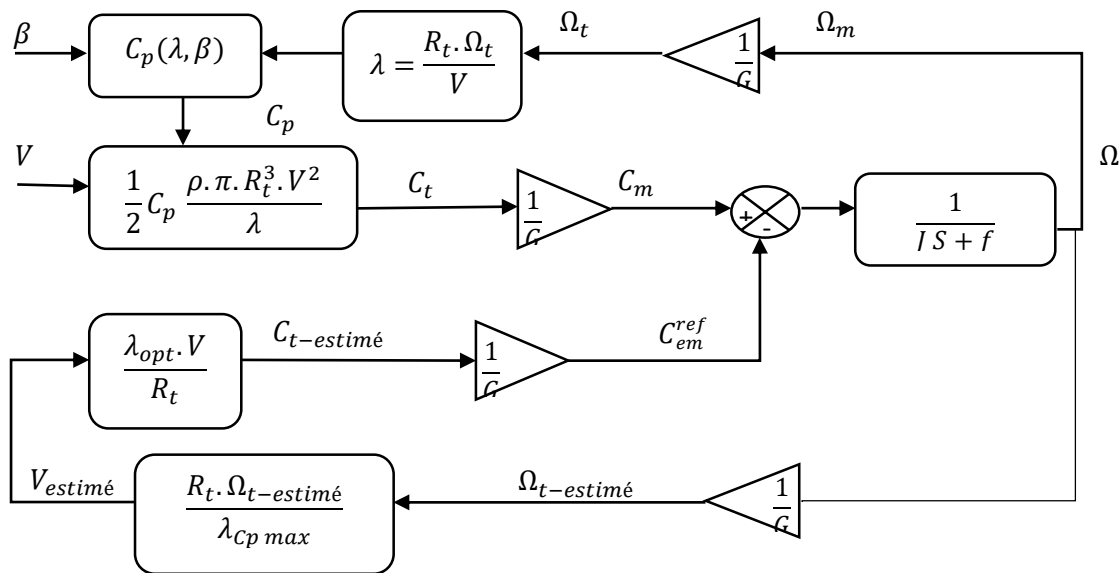 β
C_p(λ, β)
λ = R_t. Ω_t / V
Ω_t
1/G
Ω_m
C_p
V
1/2 C_p ρ. π. R_t^3. V^2 / λ
C_t
1/G
C_m
+
-
1 / J S + f
Ω
λ_opt. V / R_t
C_t−estimé
1/G
C_em^ref
V_estimé
R_t. Ω_t−estimé / λ_Cp max
Ω_t−estimé
1/G